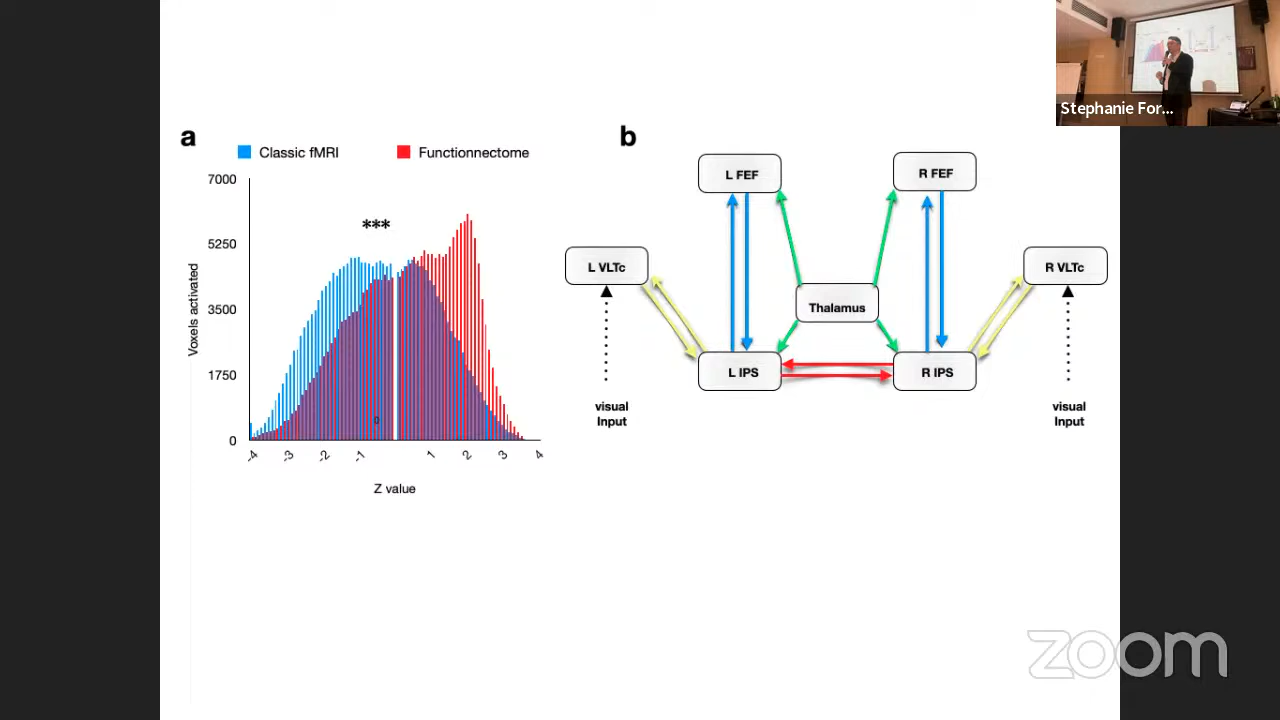 Stephanie For...
a
Classic fMRI
Functionnectome
7000
5250
3500
1750
0
Voxels activated
***
0
-4
-3
-2
-1
1
2
3
4
Z value
b
L FEF
R FEF
L VLTc
R VLTc
Thalamus
L IPS
R IPS
visual
Input
visual
Input
zoom